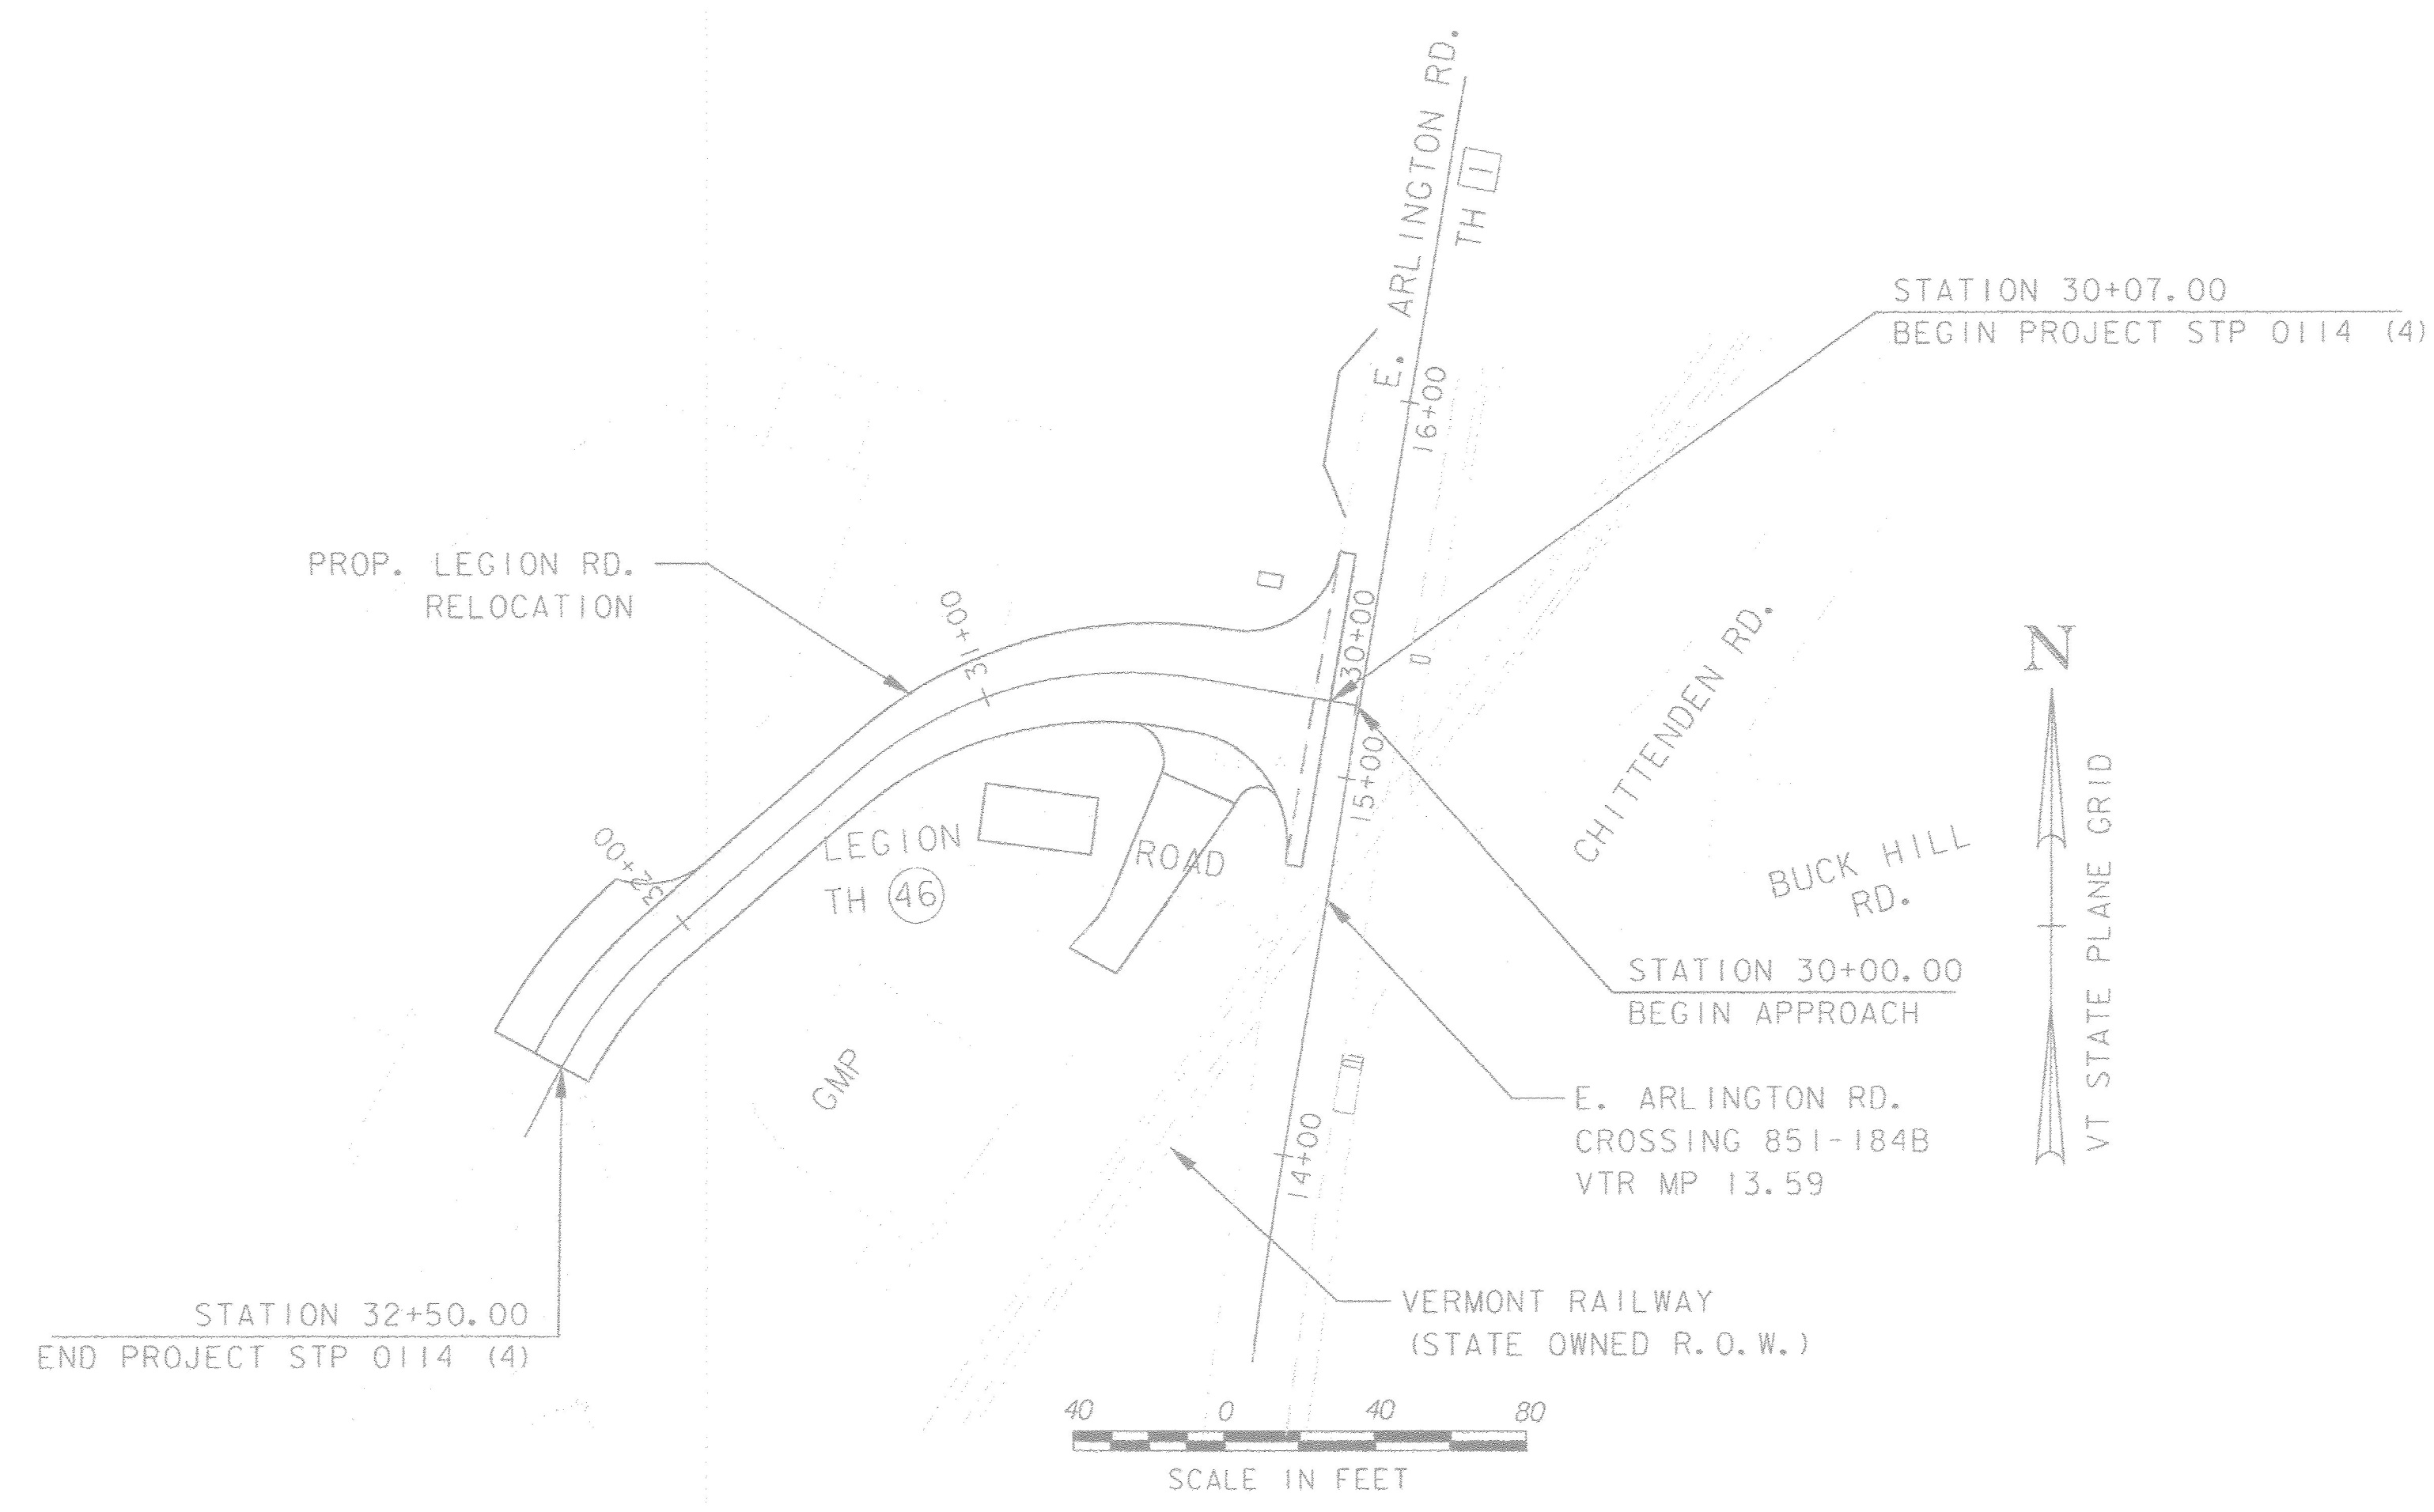 E. ARLINGTON RD.
TH 1
STATION 30+07.00
BEGIN PROJECT STP 0114 (4)
16+00
PROP. LEGION RD.
RELOCATION
31+00
30+00
N
CHITTENDEN RD.
15+00
VT STATE PLANE GRID
LEGION ROAD
TH 46
32+00
BUCK HILL
RD.
STATION 30+00.00
BEGIN APPROACH
GMP
E. ARLINGTON RD.
CROSSING 851-184B
VTR MP 13.59
14+00
STATION 32+50.00
END PROJECT STP 0114 (4)
VERMONT RAILWAY
(STATE OWNED R.O.W.)
40 0 40 80
SCALE IN FEET